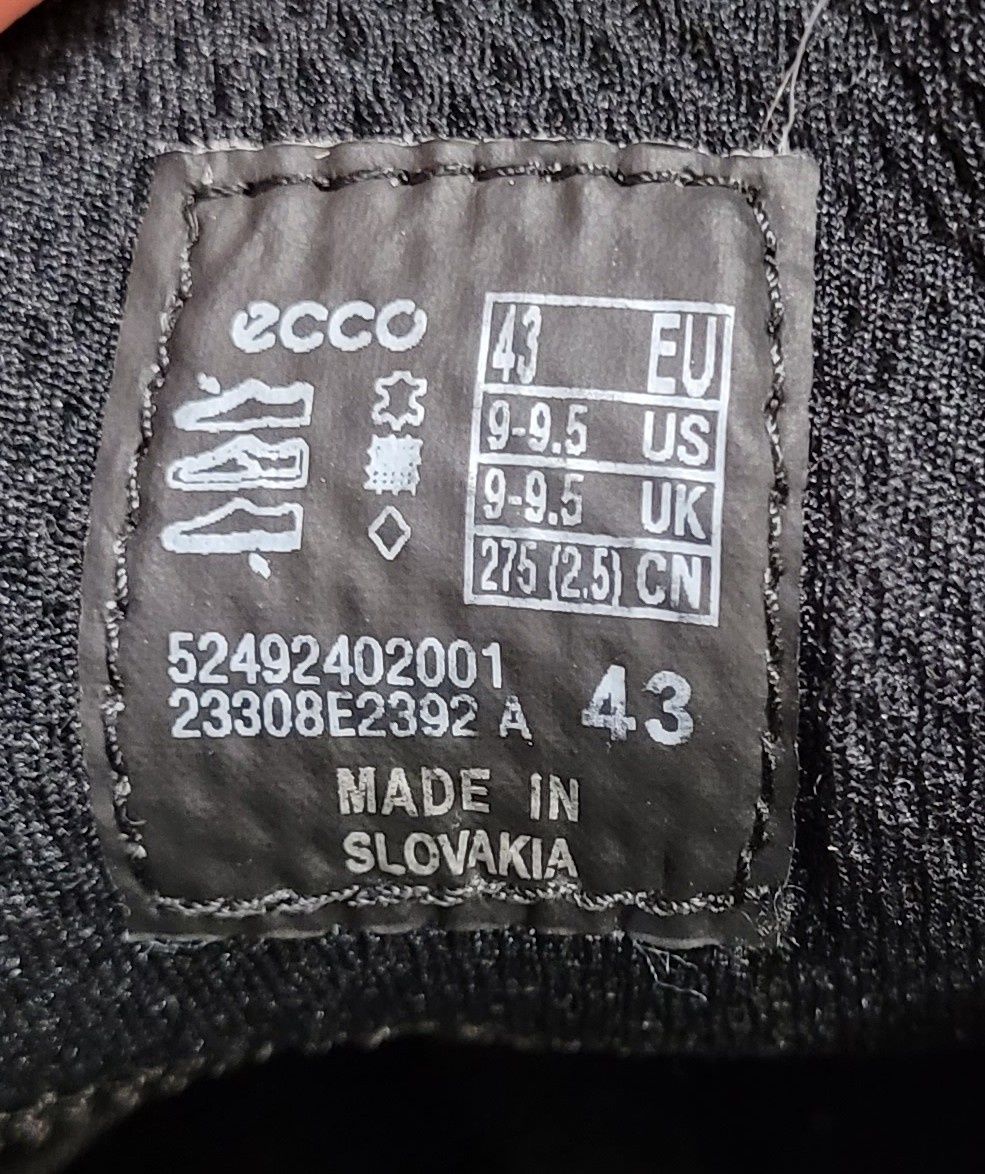 ecco
43 EU
9-9.5 US
9-9.5 UK
275 (2.5) CN
52492402001
23308E2392 A
43
MADE IN
SLOVAKIA